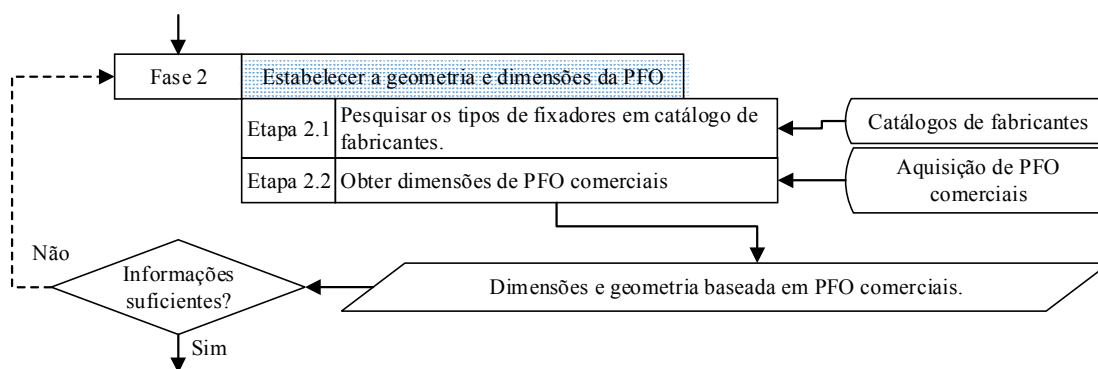 Fase 2
Estabelecer a geometria e dimensões da PFO
Etapa 2.1
Pesquisar os tipos de fixadores em catálogo de
fabricantes.
Catálogos de fabricantes
Etapa 2.2
Obter dimensões de PFO comerciais
Aquisição de PFO
comerciais
Não
Informações
suficientes?
Dimensões e geometria baseada em PFO comerciais.
Sim